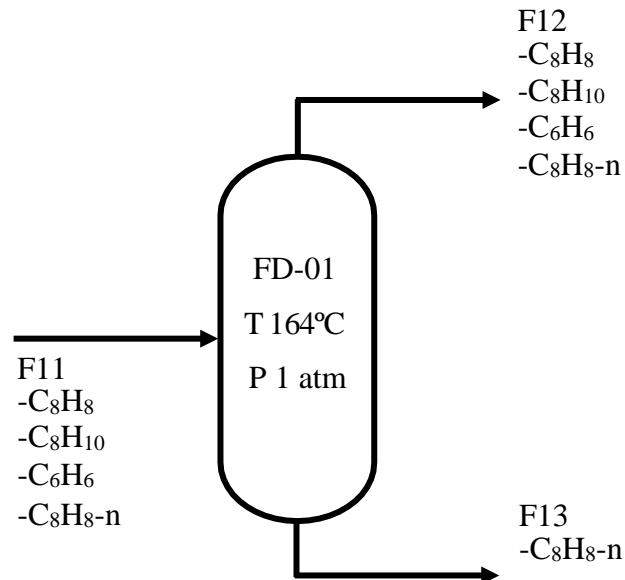 F12
-C₈H₈
-C₈H₁₀
-C₆H₆
-C₈H₈-n
FD-01
T 164ºC
P 1 atm
F11
-C₈H₈
-C₈H₁₀
-C₆H₆
-C₈H₈-n
F13
-C₈H₈-n